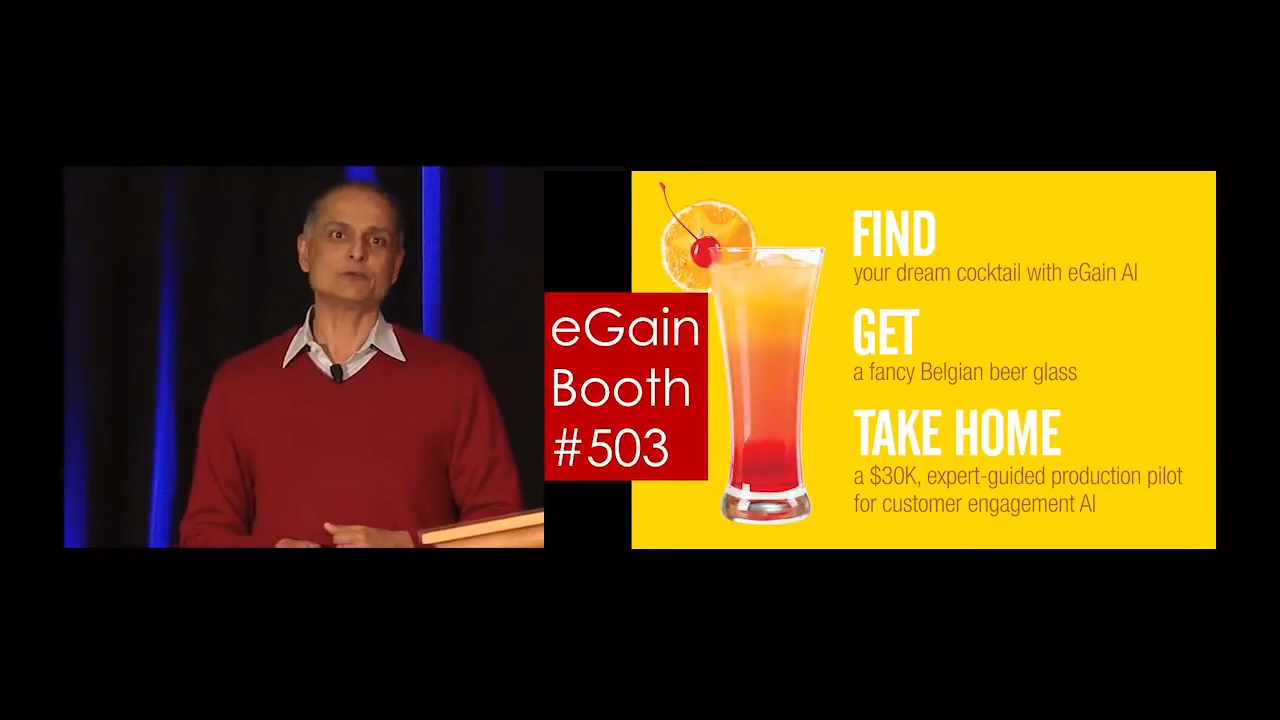 eGain
Booth
#503
FIND
your dream cocktail with eGain AI
GET
a fancy Belgian beer glass
TAKE HOME
a $30K, expert-guided production pilot
for customer engagement AI